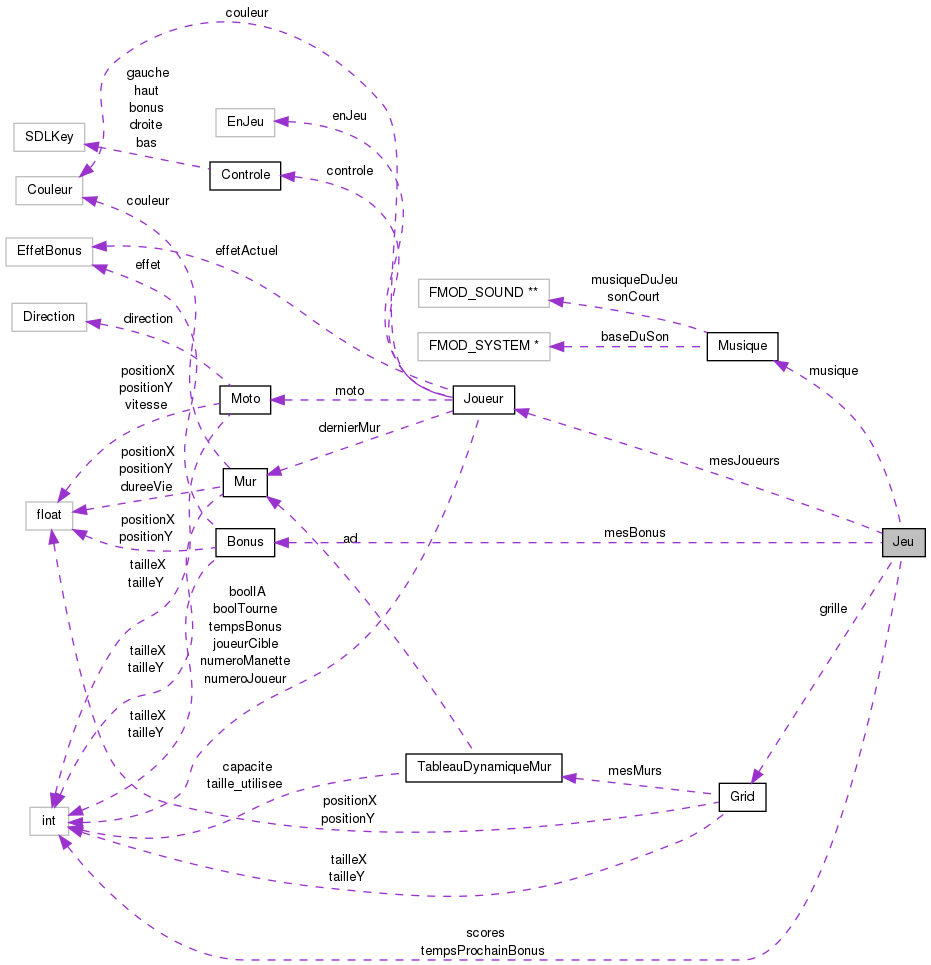 couleur
gauche
haut
bonus
droite
bas
enJeu
EnJeu
SDLKey
Controle
controle
Couleur
couleur
EffetBonus
effetActuel
effet
Direction
direction
FMOD_SOUND **
musiqueDuJeu
sonCourt
FMOD_SYSTEM *
baseDuSon
Musique
musique
positionX
positionY
vitesse
Moto
moto
Joueur
dernierMur
mesJoueurs
positionX
positionY
dureeVie
Mur
float
positionX
positionY
Bonus
ad
mesBonus
Jeu
tailleX
tailleY
boolIA
boolTourne
tempsBonus
joueurCible
numeroManette
numeroJoueur
grille
tailleX
tailleY
tailleX
tailleY
capacite
taille_utilisee
TableauDynamiqueMur
mesMurs
Grid
int
positionX
positionY
tailleX
tailleY
scores
tempsProchainBonus